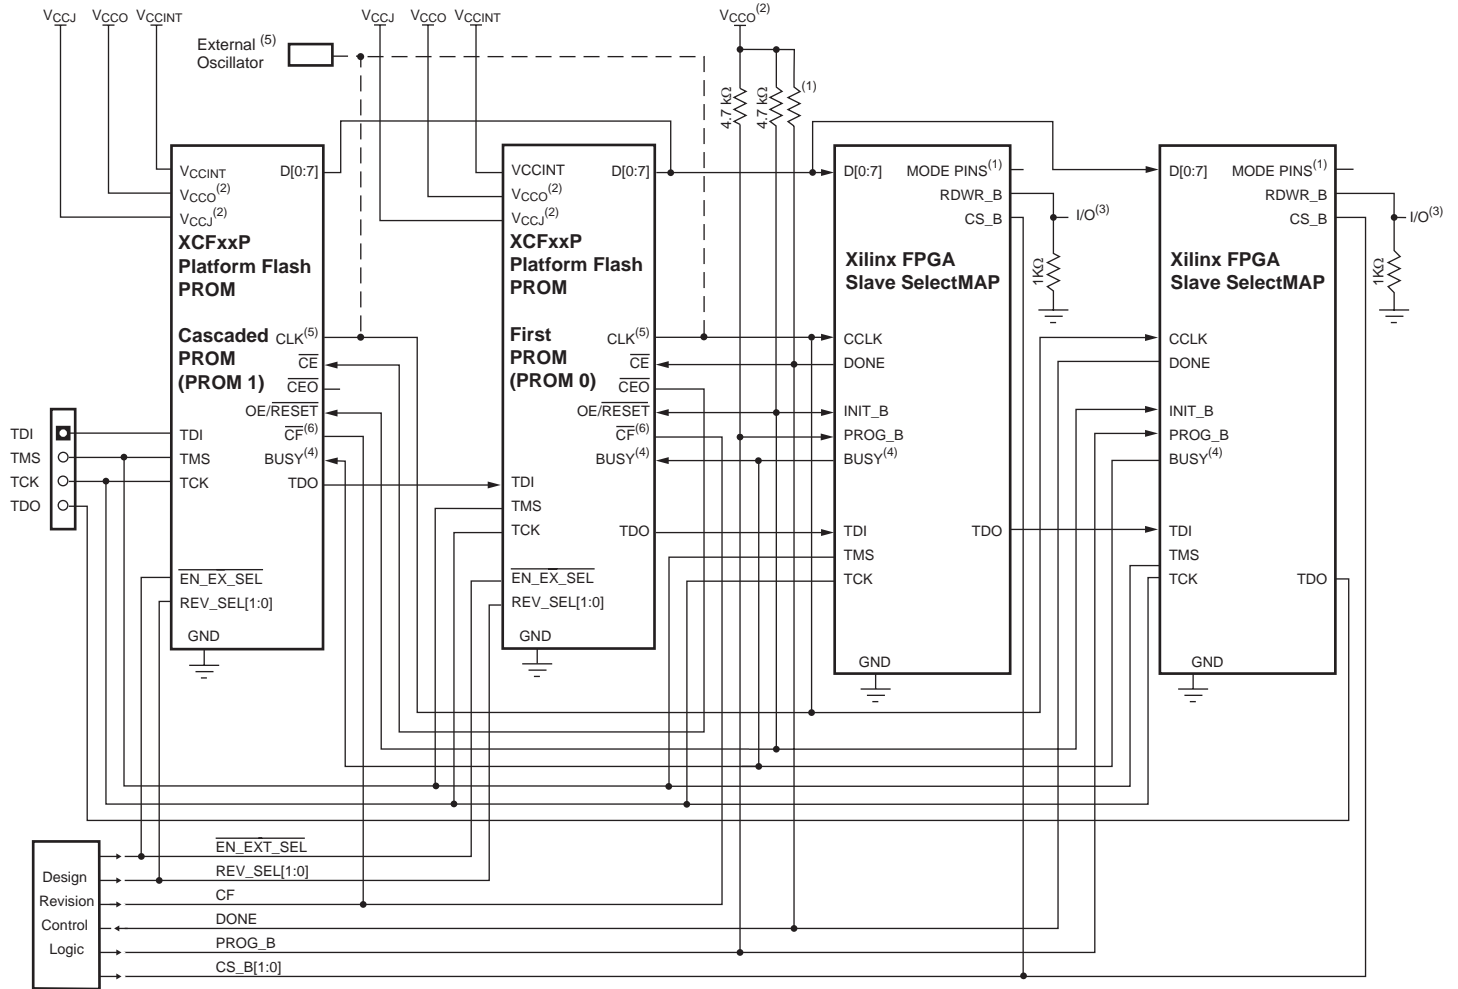 VCCJ VCCO VCCINT
VCCJ VCCO VCCINT
VCCO(2)
External (5)
Oscillator
4.7 kΩ
4.7 kΩ
(1)
VCCINT
VCCO(2)
VCCJ(2)
D[0:7]
XCFxxP
Platform Flash
PROM
Cascaded
PROM
(PROM 1)
CLK(5)
CE
CEO
OE/RESET
CF(6)
BUSY(4)
TDO
TDI
TMS
TCK
EN_EX_SEL
REV_SEL[1:0]
GND
VCCINT
VCCO(2)
VCCJ(2)
D[0:7]
XCFxxP
Platform Flash
PROM
First
PROM
(PROM 0)
CLK(5)
CE
CEO
OE/RESET
CF(6)
BUSY(4)
TDI
TMS
TCK
TDO
EN_EX_SEL
REV_SEL[1:0]
GND
D[0:7]
MODE PINS(1)
RDWR_B
CS_B
I/O(3)
1KΩ
Xilinx FPGA
Slave SelectMAP
CCLK
DONE
INIT_B
PROG_B
BUSY(4)
TDI
TMS
TCK
TDO
GND
D[0:7]
MODE PINS(1)
RDWR_B
CS_B
I/O(3)
1KΩ
Xilinx FPGA
Slave SelectMAP
CCLK
DONE
INIT_B
PROG_B
BUSY(4)
TDI
TMS
TCK
TDO
GND
TDI
TMS
TCK
TDO
Design
Revision
Control
Logic
EN_EXT_SEL
REV_SEL[1:0]
CF
DONE
PROG_B
CS_B[1:0]